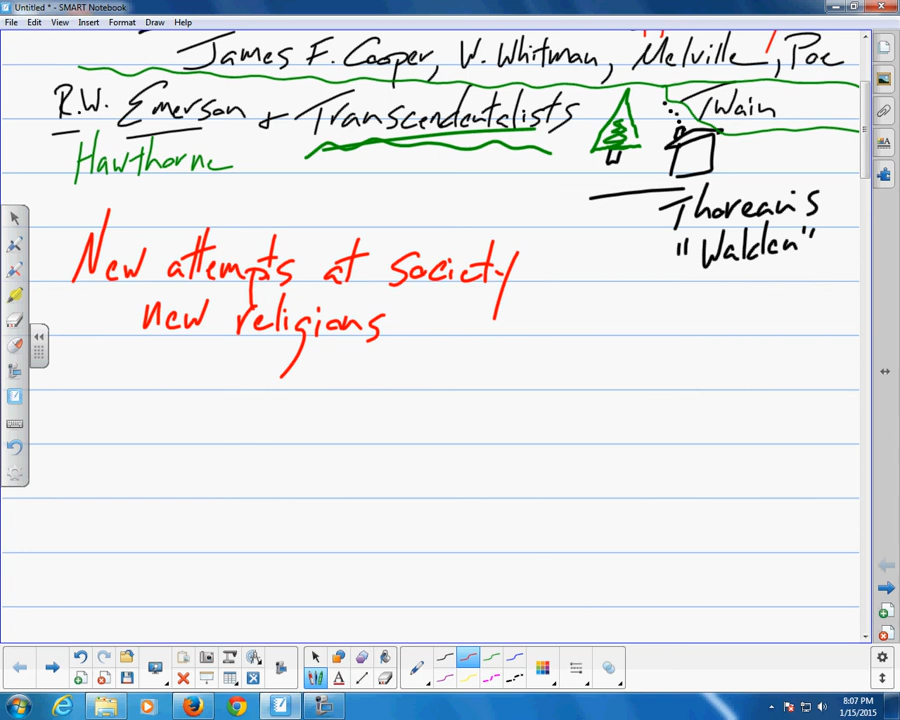 Untitled * - SMART Notebook
File Edit View Insert Format Draw Help
James F. Cooper, W. Whitman, Melville, Poe
R.W. Emerson & Transcendentalists
Twain
Hawthorne
Thoreau's
"Walden"
New attempts at society
new religions
8:07 PM
1/15/2015